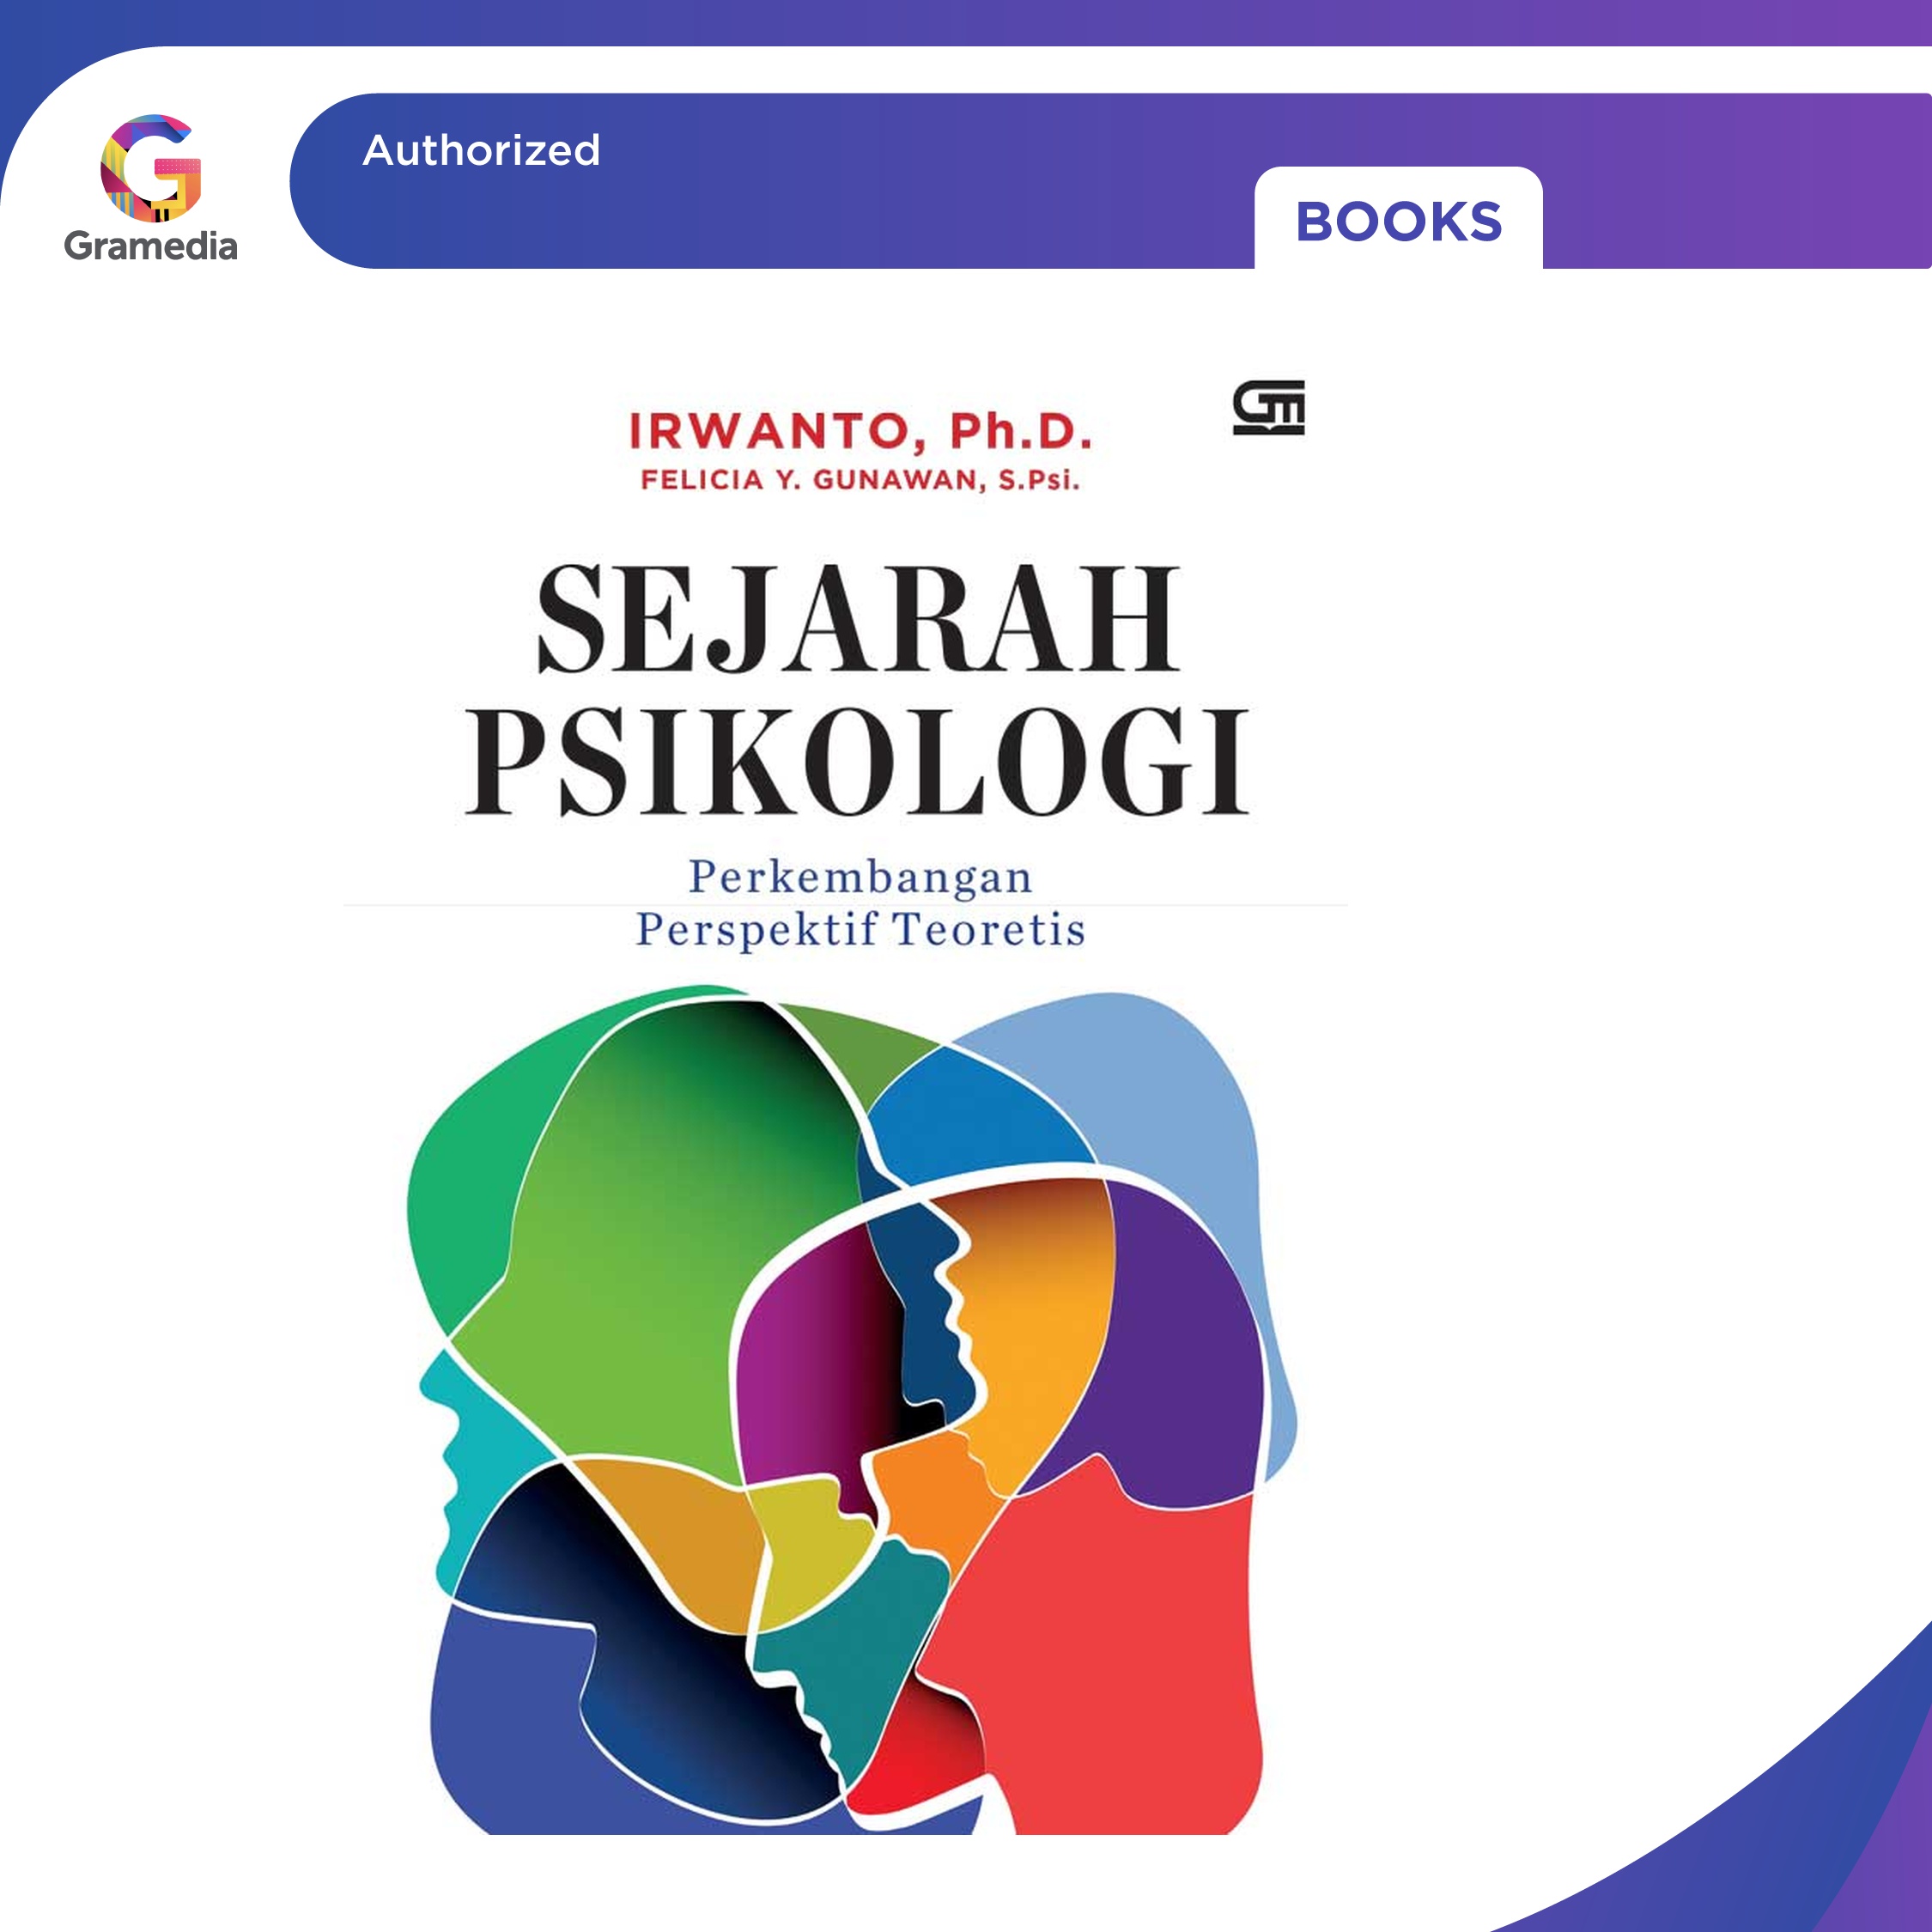 Gramedia
Authorized
BOOKS
IRWANTO, Ph.D.
FELICIA Y. GUNAWAN, S.Psi.
SEJARAH
PSIKOLOGI
Perkembangan
Perspektif Teoretis